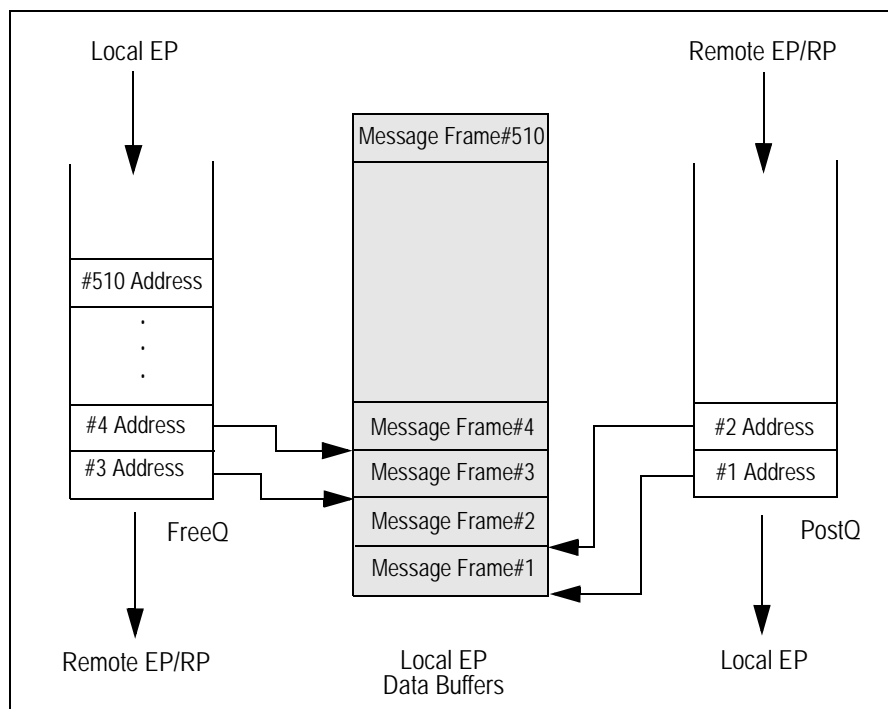 Local EP
Remote EP/RP
Message Frame#510
#510 Address
.
.
.
#4 Address
#3 Address
Message Frame#4
Message Frame#3
Message Frame#2
Message Frame#1
#2 Address
#1 Address
FreeQ
PostQ
Remote EP/RP
Local EP
Data Buffers
Local EP